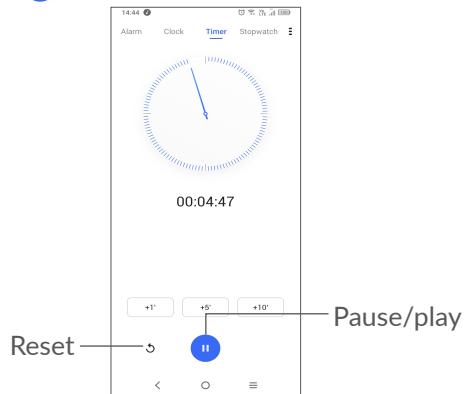 14:44
Alarm Clock Timer Stopwatch
00:04:47
+1' +5' +10'
Pause/play
Reset